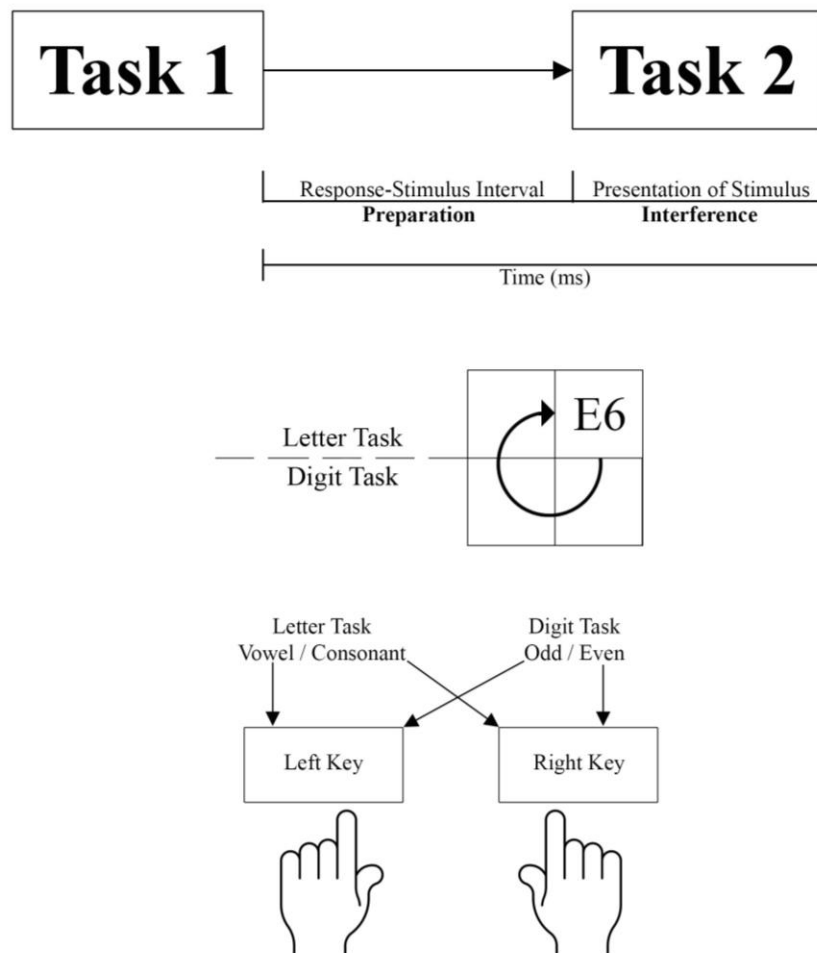 Task 1
Task 2
Response-Stimulus Interval
Preparation
Presentation of Stimulus
Interference
Time (ms)
E6
Letter Task
Digit Task
Letter Task
Vowel / Consonant
Digit Task
Odd / Even
Left Key
Right Key